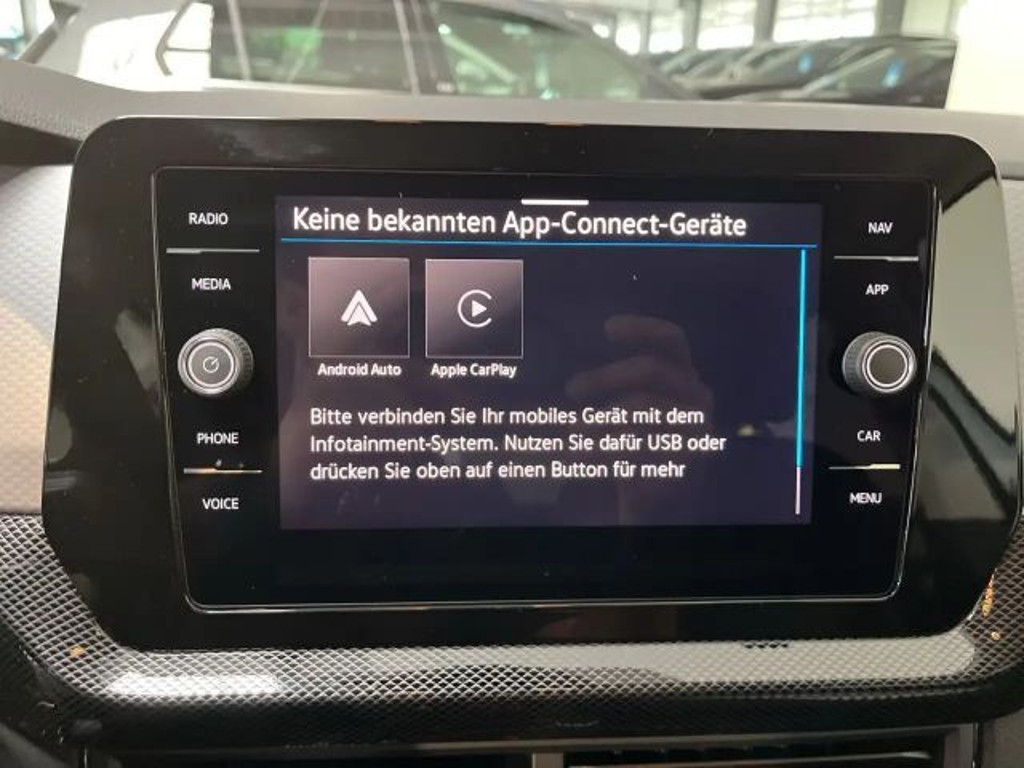 Keine bekannten App-Connect-Geräte
RADIO
NAV
MEDIA
APP
Android Auto
Apple CarPlay
Bitte verbinden Sie Ihr mobiles Gerät mit dem
Infotainment-System. Nutzen Sie dafür USB oder
drücken Sie oben auf einen Button für mehr
PHONE
CAR
VOICE
MENU